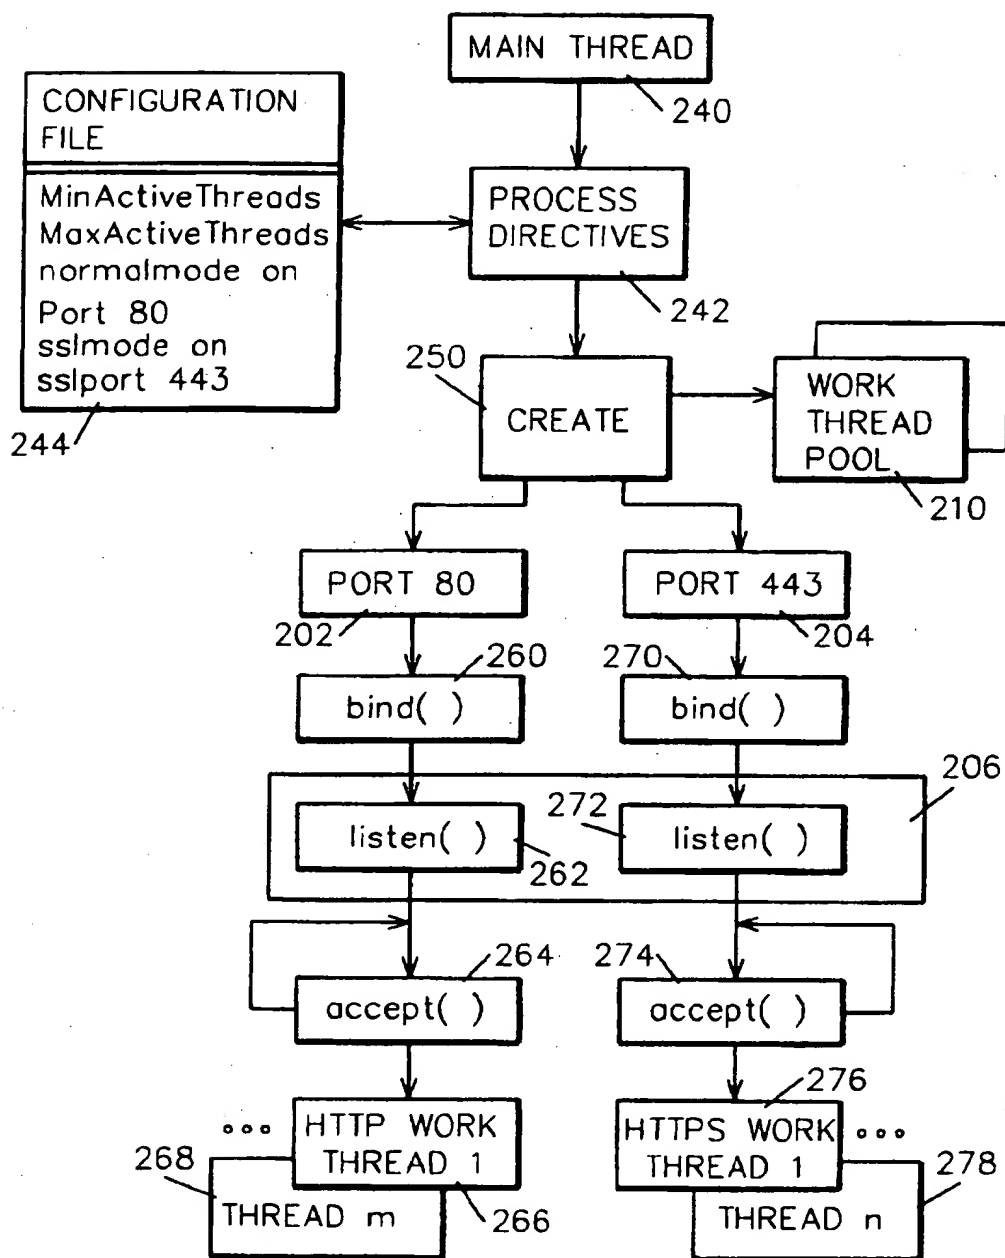 MAIN THREAD
240
CONFIGURATION
FILE
MinActiveThreads
MaxActiveThreads
normalmode on
Port 80
sslmode on
sslport 443
244
PROCESS
DIRECTIVES
242
250
CREATE
WORK
THREAD
POOL
210
PORT 80
202
PORT 443
204
260
bind( )
270
bind( )
206
listen( )
262
272
listen( )
264
accept( )
274
accept( )
276
HTTP WORK
THREAD 1
266
268
THREAD m
HTTPS WORK
THREAD 1
278
THREAD n